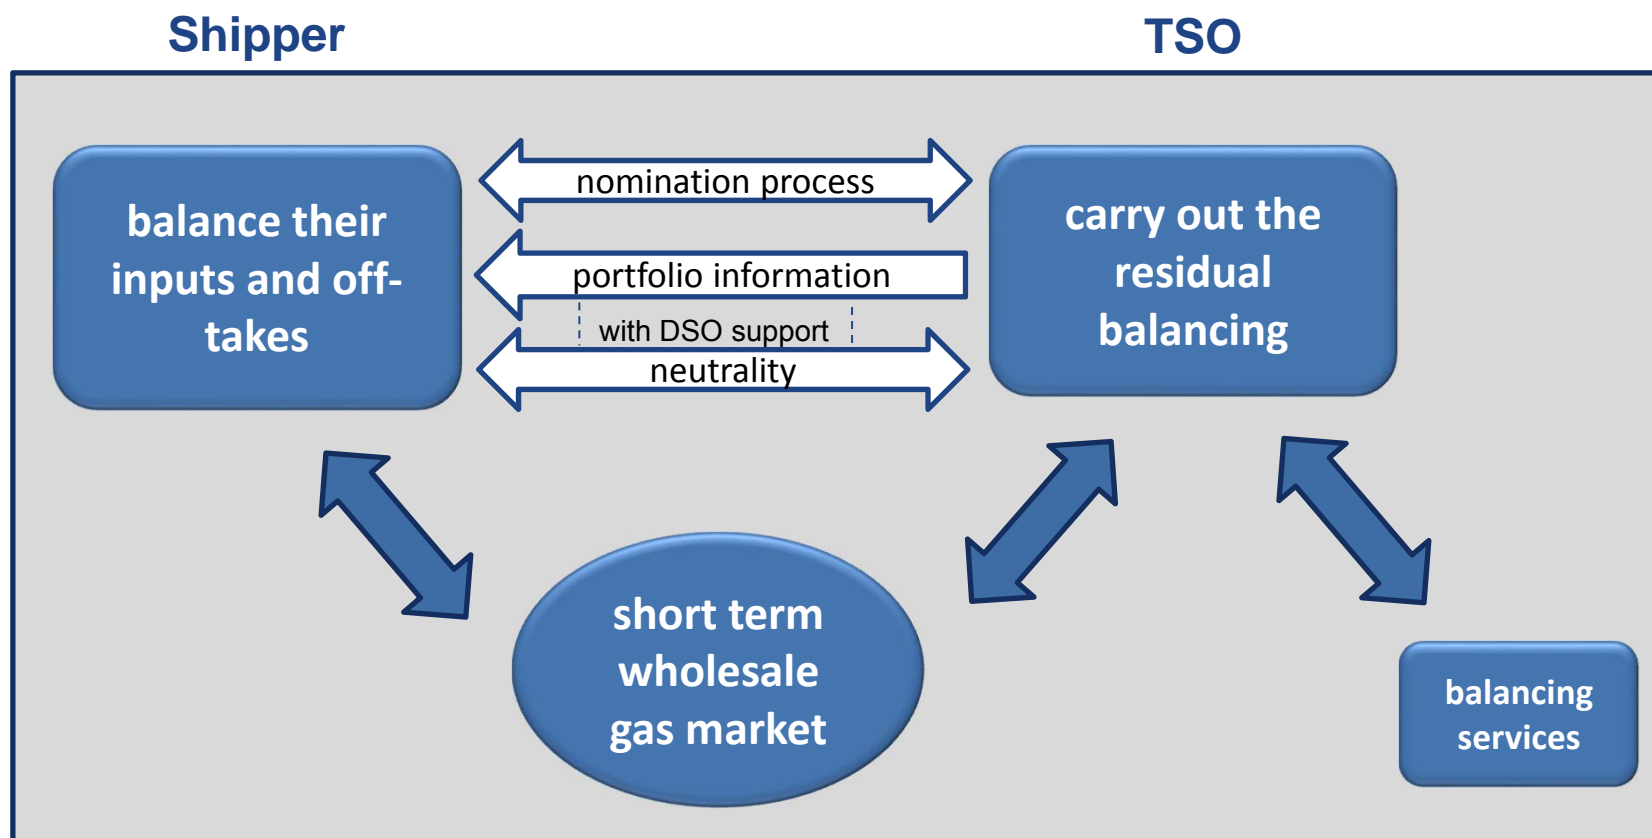 Shipper
TSO
balance their
inputs and off-
takes
nomination process
portfolio information
with DSO support
neutrality
carry out the
residual
balancing
short term
wholesale
gas market
balancing
services